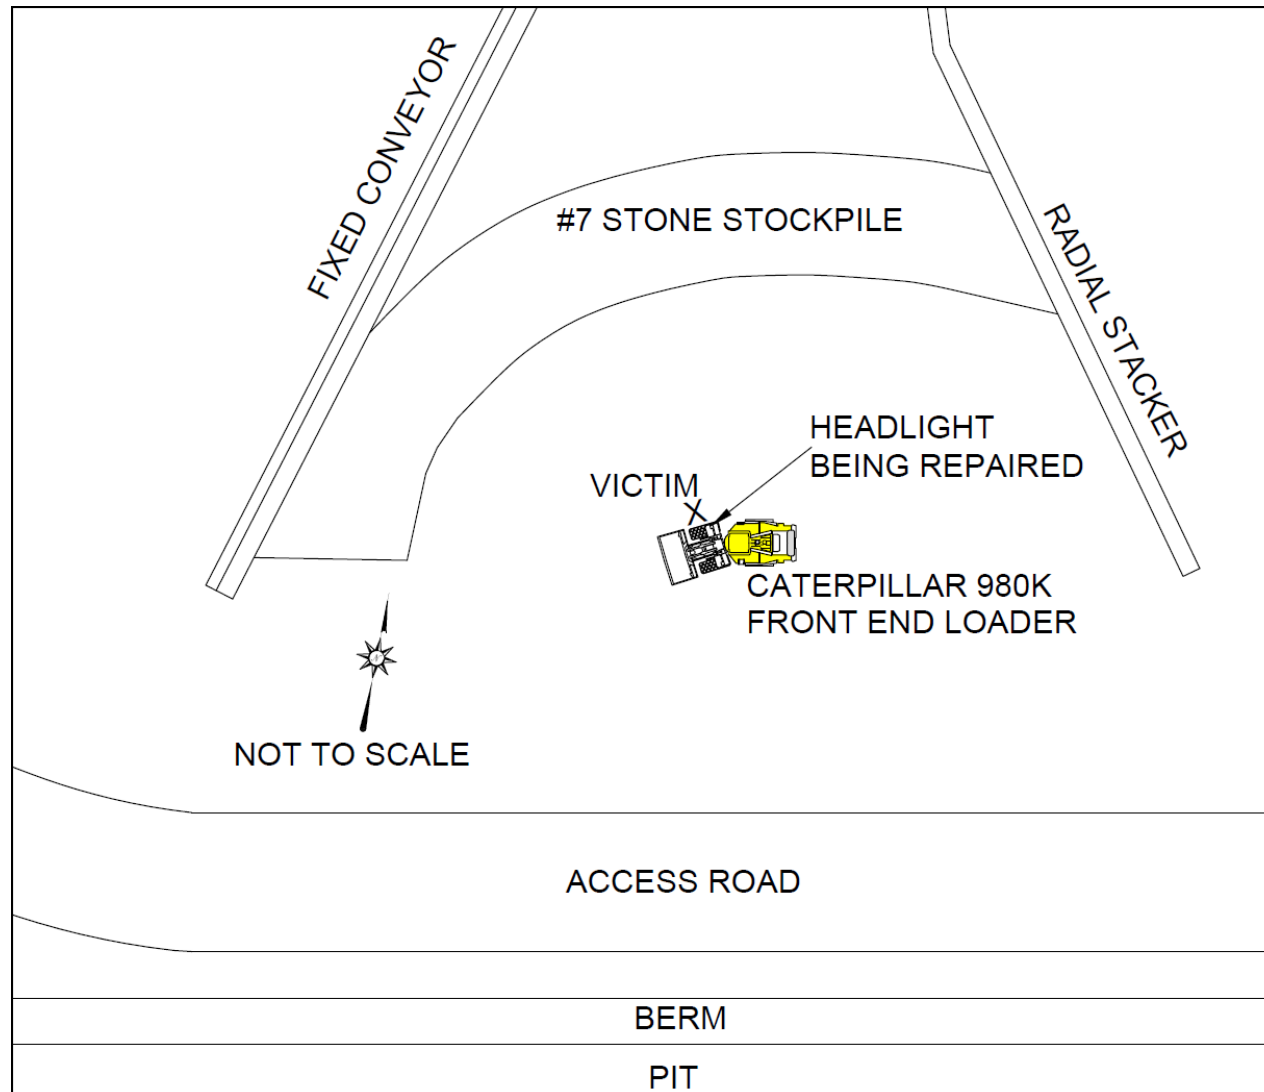 FIXED CONVEYOR
#7 STONE STOCKPILE
RADIAL STACKER
HEADLIGHT
BEING REPAIRED
VICTIM
X
CATERPILLAR 980K
FRONT END LOADER
NOT TO SCALE
ACCESS ROAD
BERM
PIT